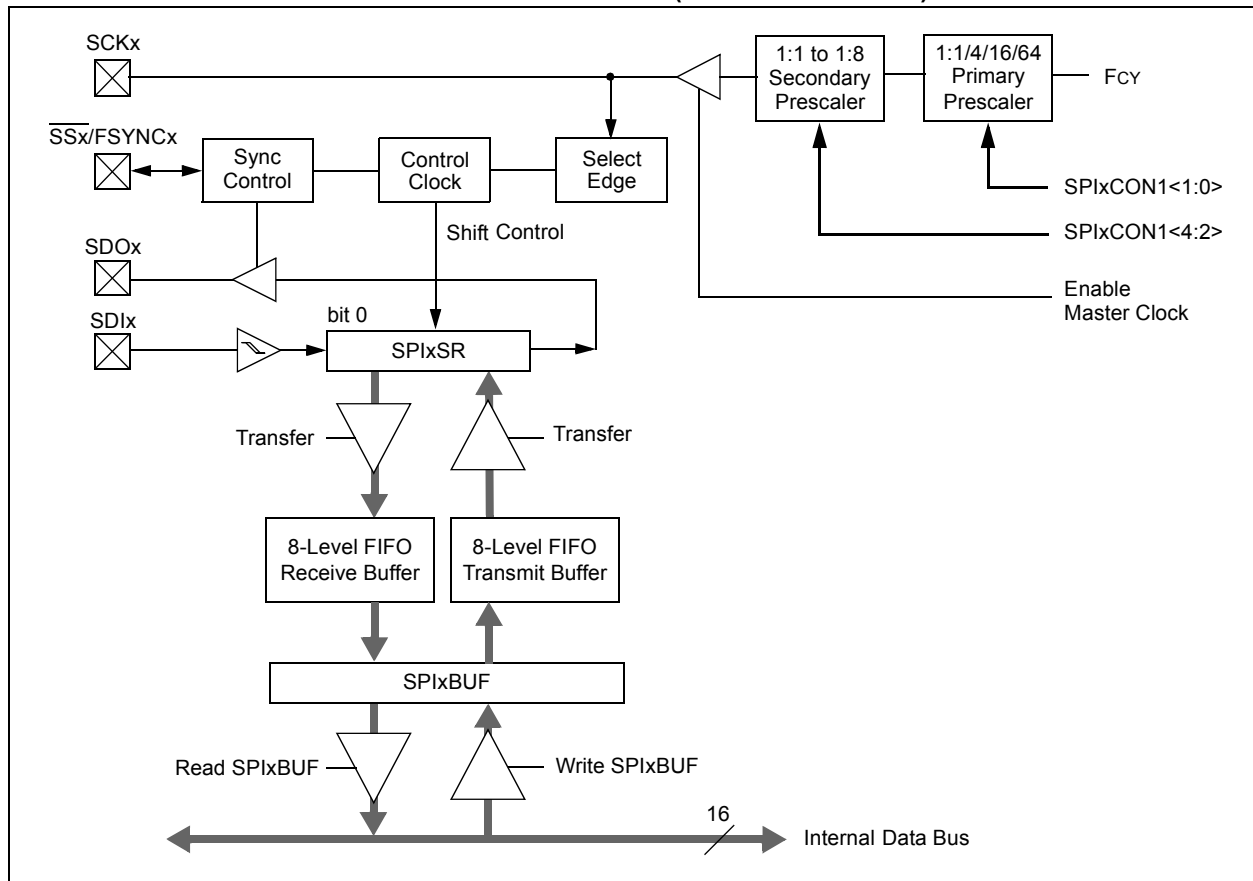 SCKx
1:1 to 1:8
Secondary
Prescaler
1:1/4/16/64
Primary
Prescaler
FCY
SSx/FSYNCx
Sync
Control
Control
Clock
Select
Edge
SPIxCON1<1:0>
Shift Control
SPIxCON1<4:2>
SDOx
Enable
Master Clock
bit 0
SDIx
SPIxSR
Transfer
Transfer
8-Level FIFO
Receive Buffer
8-Level FIFO
Transmit Buffer
SPIxBUF
Read SPIxBUF
Write SPIxBUF
16
Internal Data Bus